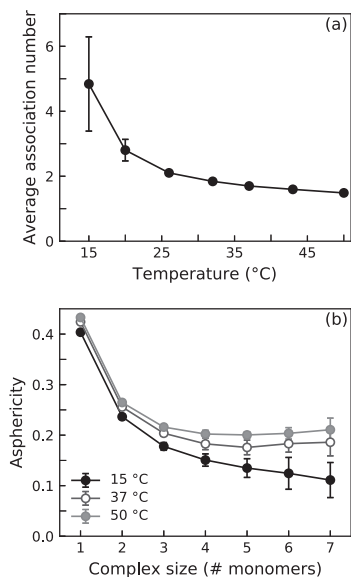 (a)
Average association number
6
4
2
0
15 25 35 45
Temperature (°C)
(b)
Asphericity
0.4
0.3
0.2
0.1
0.0
15 °C
37 °C
50 °C
1 2 3 4 5 6 7
Complex size (# monomers)